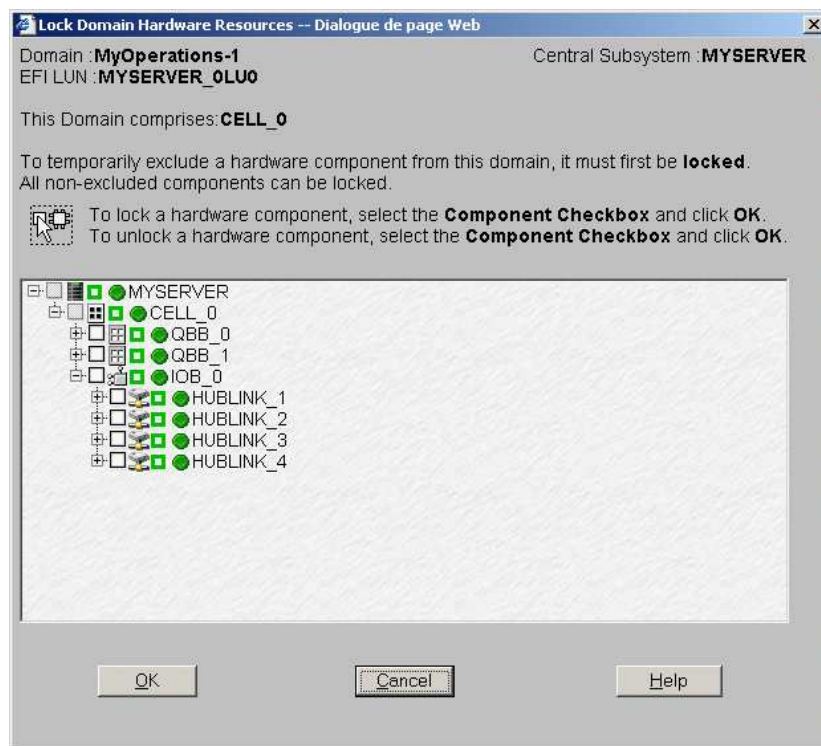 Lock Domain Hardware Resources -- Dialogue de page Web
Domain :MyOperations-1 Central Subsystem :MYSERVER
EFI LUN :MYSERVER_0LU0
This Domain comprises:CELL_0
To temporarily exclude a hardware component from this domain, it must first be locked.
All non-excluded components can be locked.
To lock a hardware component, select the Component Checkbox and click OK.
To unlock a hardware component, select the Component Checkbox and click OK.
MYSERVER
CELL_0
QBB_0
QBB_1
IOB_0
HUBLINK_1
HUBLINK_2
HUBLINK_3
HUBLINK_4
OK Cancel Help